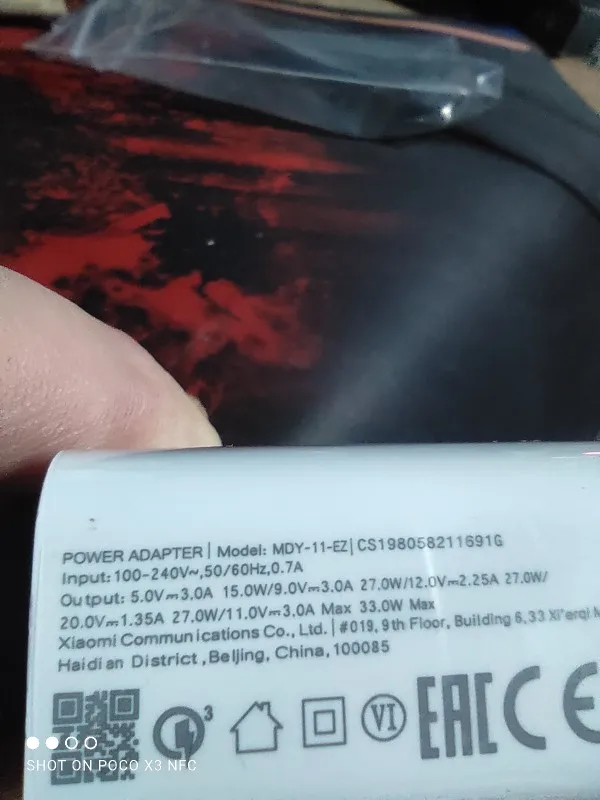 POWER ADAPTER | Model: MDY-11-EZ| CS198058211691G
Input: 100-240V~,50/60Hz,0.7A
Output: 5.0V⎓3.0A 15.0W/9.0V⎓3.0A 27.0W/12.0V⎓2.25A 27.0W/
20.0V⎓1.35A 27.0W/11.0V⎓3.0A Max 33.0W Max
Xiaomi Communications Co., Ltd. | #019, 9th Floor, Building 6,33 Xi'erqi M
Haidian District ,Beijing, China, 100085
3 VI EAC CE
SHOT ON POCO X3 NFC